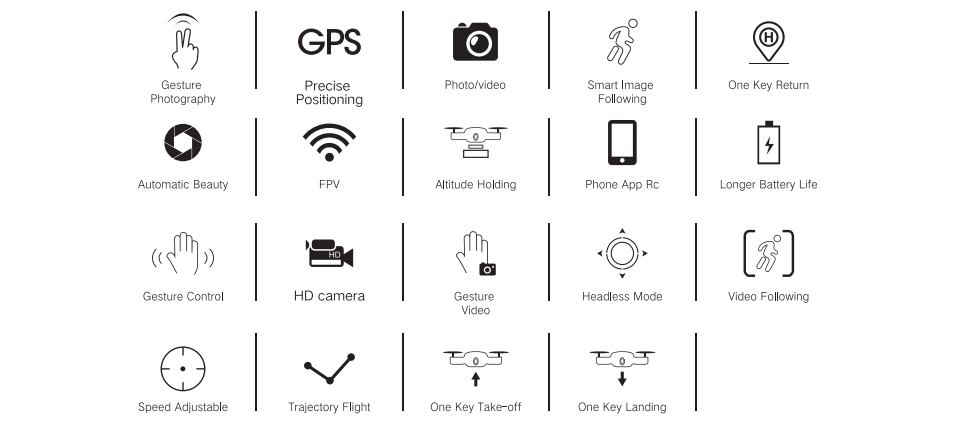 GPS
Gesture
Photography
Precise
Positioning
Photo/video
Smart Image
Following
H
One Key Return
Automatic Beauty
FPV
Altitude Holding
Phone App Rc
Longer Battery Life
Gesture Control
HD
HD camera
Gesture
Video
Headless Mode
Video Following
Speed Adjustable
Trajectory Flight
One Key Take-off
One Key Landing